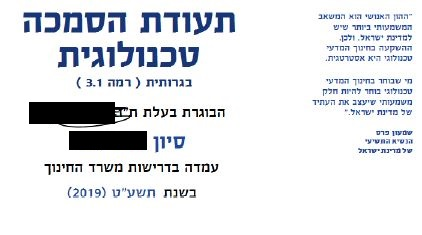 תעודת הסמכה
טכנולוגית
בגרותית ( רמה 3.1 )
הבוגרת בעלת ת"ז
סיון
עמדה בדרישות משרד החינוך
בשנת תשע"ט (2019)
"ההון האנושי הוא המשאב
המשמעותי ביותר שיש
למדינת ישראל, ולכן,
ההשקעה בחינוך המדעי
טכנולוגי היא אסטרטגית.
מי שבוחר בחינוך המדעי
טכנולוגי בוחר להיות חלק
משמעותי שיעצב את העתיד
של מדינת ישראל."
שמעון פרס
הנשיא התשיעי
של מדינת ישראל